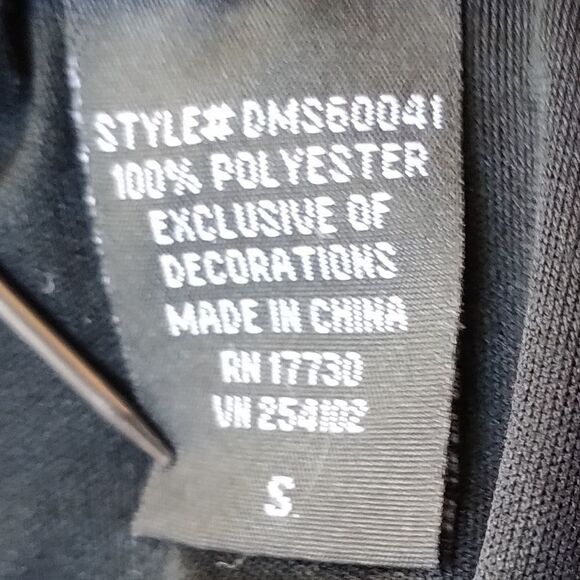 STYLE# DMS60041
100% POLYESTER
EXCLUSIVE OF
DECORATIONS
MADE IN CHINA
RN 17730
VN 254102
S